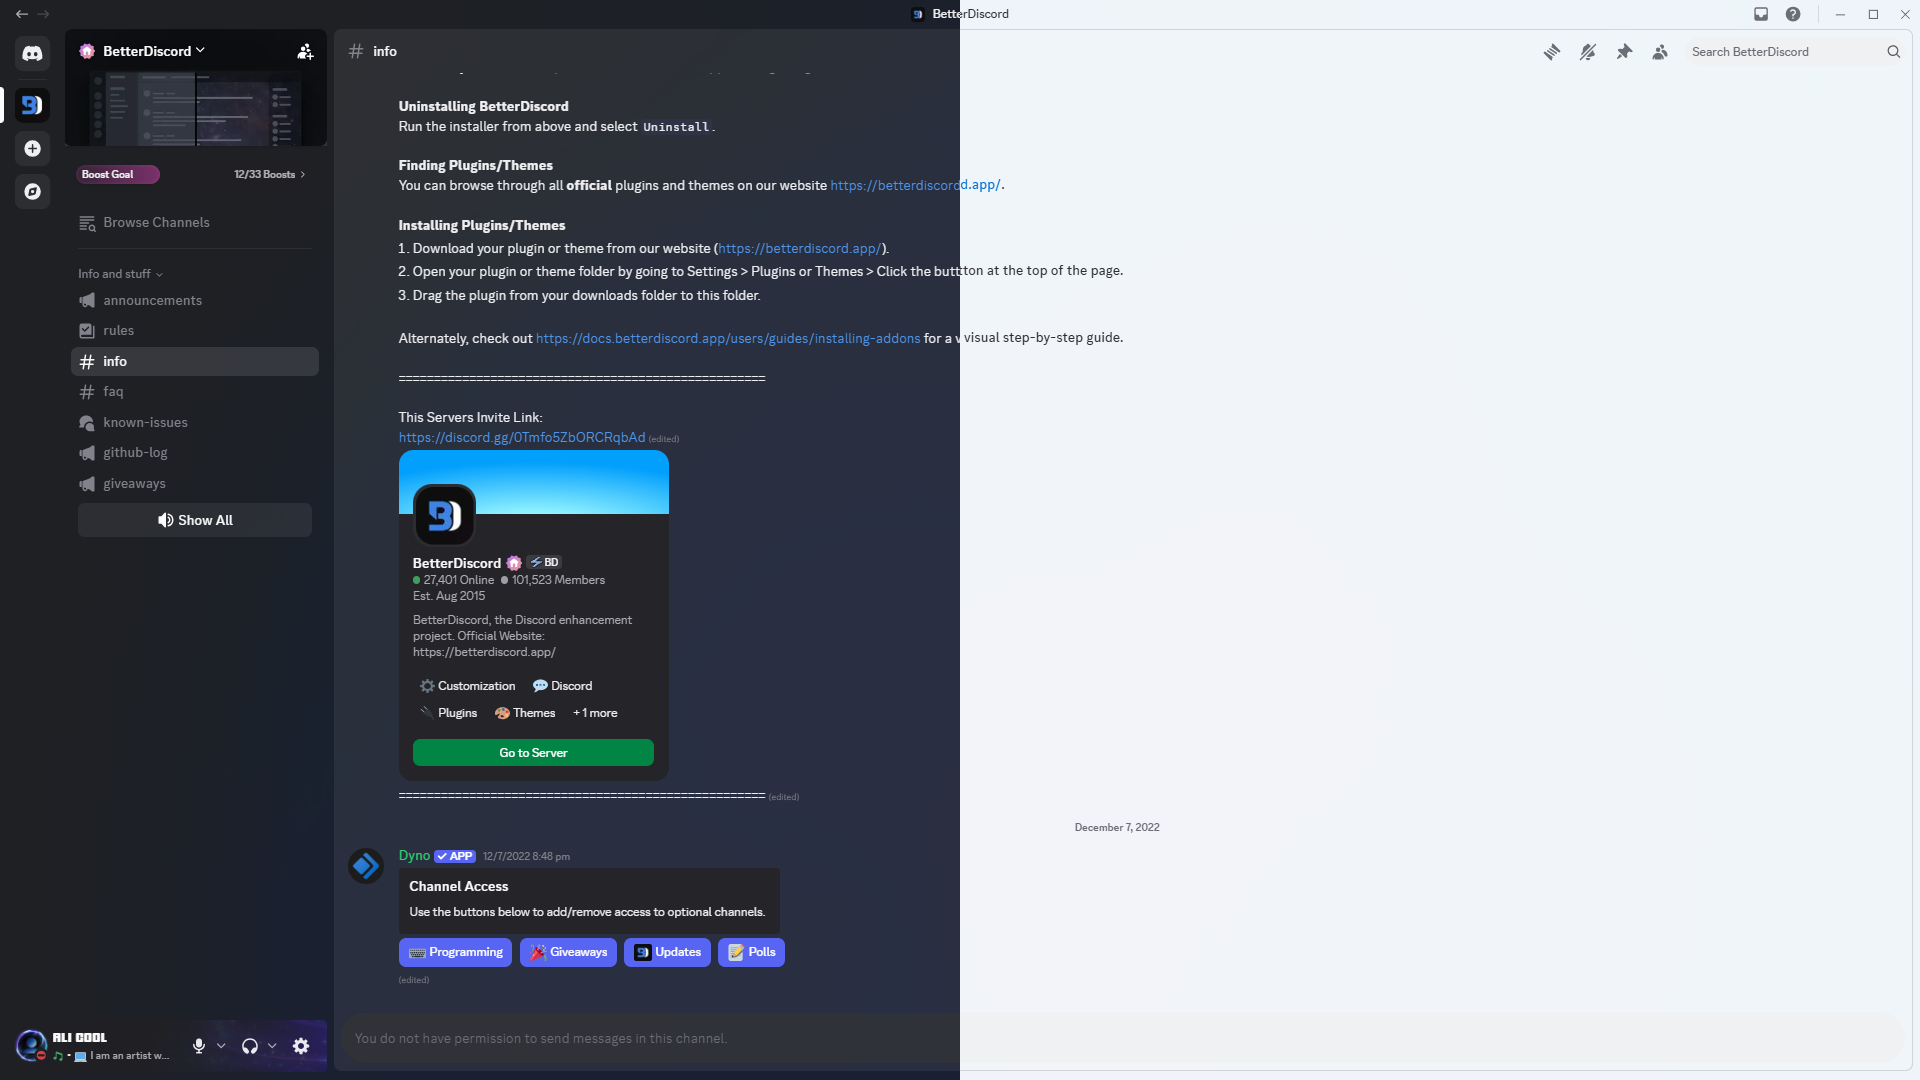 BetterDiscord
BetterDiscord
info
Search BetterDiscord
Boost Goal
12/33 Boosts
Browse Channels
Info and stuff
announcements
rules
info
faq
known-issues
github-log
giveaways
Show All
Uninstalling BetterDiscord
Run the installer from above and select Uninstall.
Finding Plugins/Themes
You can browse through all official plugins and themes on our website https://betterdiscordd.app/.
Installing Plugins/Themes
1. Download your plugin or theme from our website (https://betterdiscord.app/).
2. Open your plugin or theme folder by going to Settings > Plugins or Themes > Click the buttton at the top of the page.
3. Drag the plugin from your downloads folder to this folder.
Alternately, check out https://docs.betterdiscord.app/users/guides/installing-addons for a visual step-by-step guide.
====================================================
This Servers Invite Link:
https://discord.gg/0Tmfo5ZbORCRqbAd (edited)
BetterDiscord BD
27,401 Online 101,523 Members
Est. Aug 2015
BetterDiscord, the Discord enhancement
project. Official Website:
https://betterdiscord.app/
Customization Discord
Plugins Themes +1 more
Go to Server
==================================================== (edited)
December 7, 2022
Dyno APP 12/7/2022 8:48 pm
Channel Access
Use the buttons below to add/remove access to optional channels.
Programming Giveaways Updates Polls
(edited)
You do not have permission to send messages in this channel.
ALI COOL
I am an artist w...